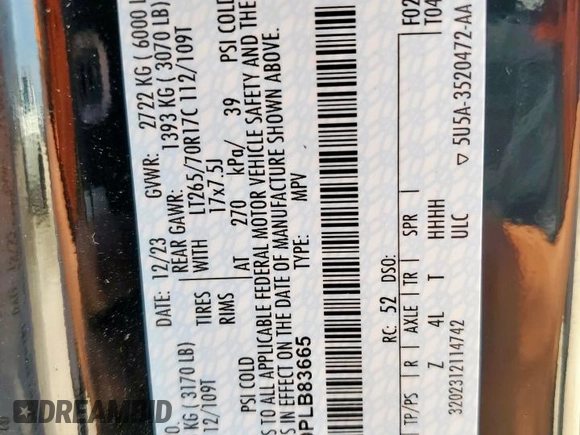 O.
DATE: 12/23 GVWR: 2722 KG ( 6000 L
REAR GAWR: 1393 KG ( 3070 LB)
KG ( 3170 LB) WITH
12/109T TIRES LT265/70R17C 112/109T
RIMS 17x7.5J
PSI COLD AT 270 kPa/ 39 PSI COLD
S TO ALL APPLICABLE FEDERAL MOTOR VEHICLE SAFETY AND THE
S IN EFFECT ON THE DATE OF MANUFACTURE SHOWN ABOVE.
PLB83665 TYPE: MPV
F02
T04
RC: 52 DSO:
TP/PS R AXLE TR SPR
Z 4L T HHHH
3202312114742 ULC ▽ 5U5A-3520472-AA
DREAMBID